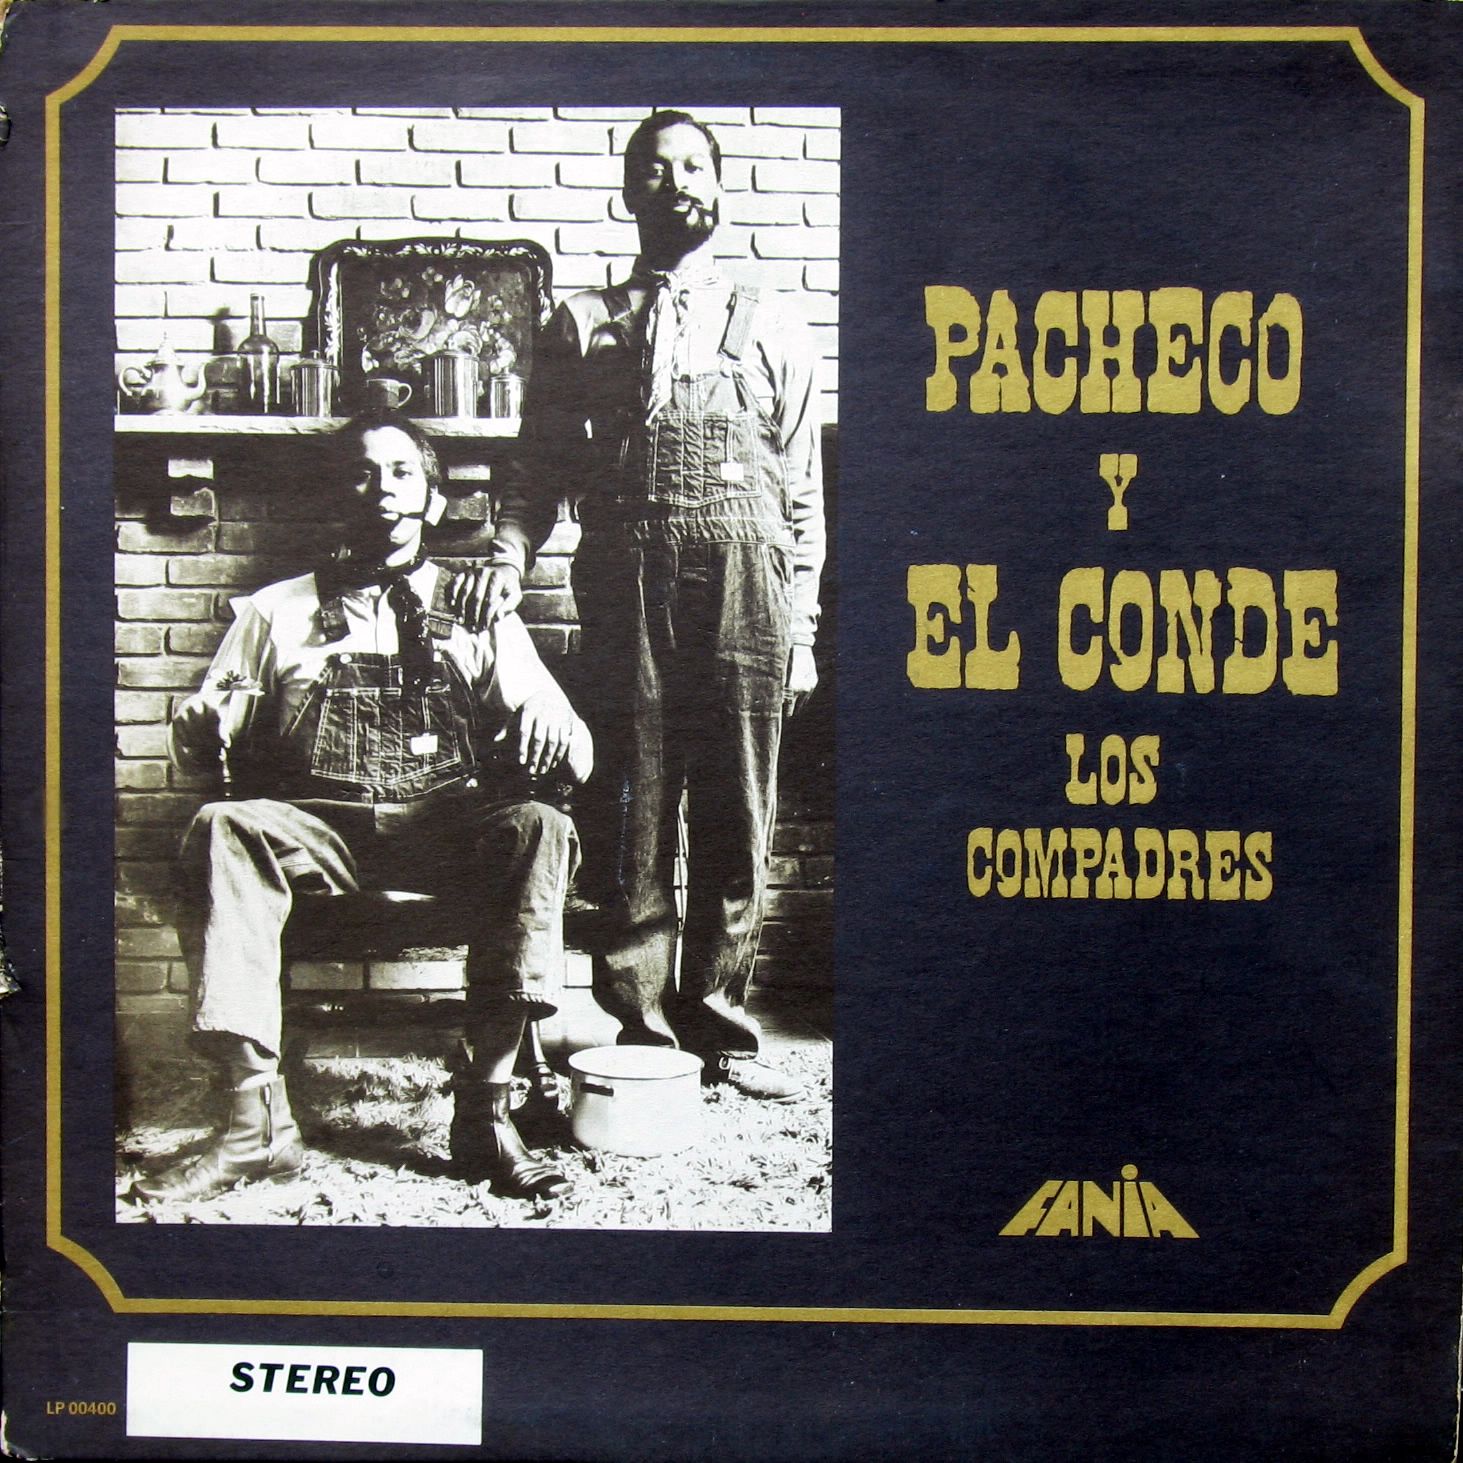 PACHECO
Y
EL CONDE
LOS
COMPADRES
FANIA
STEREO
LP 00400